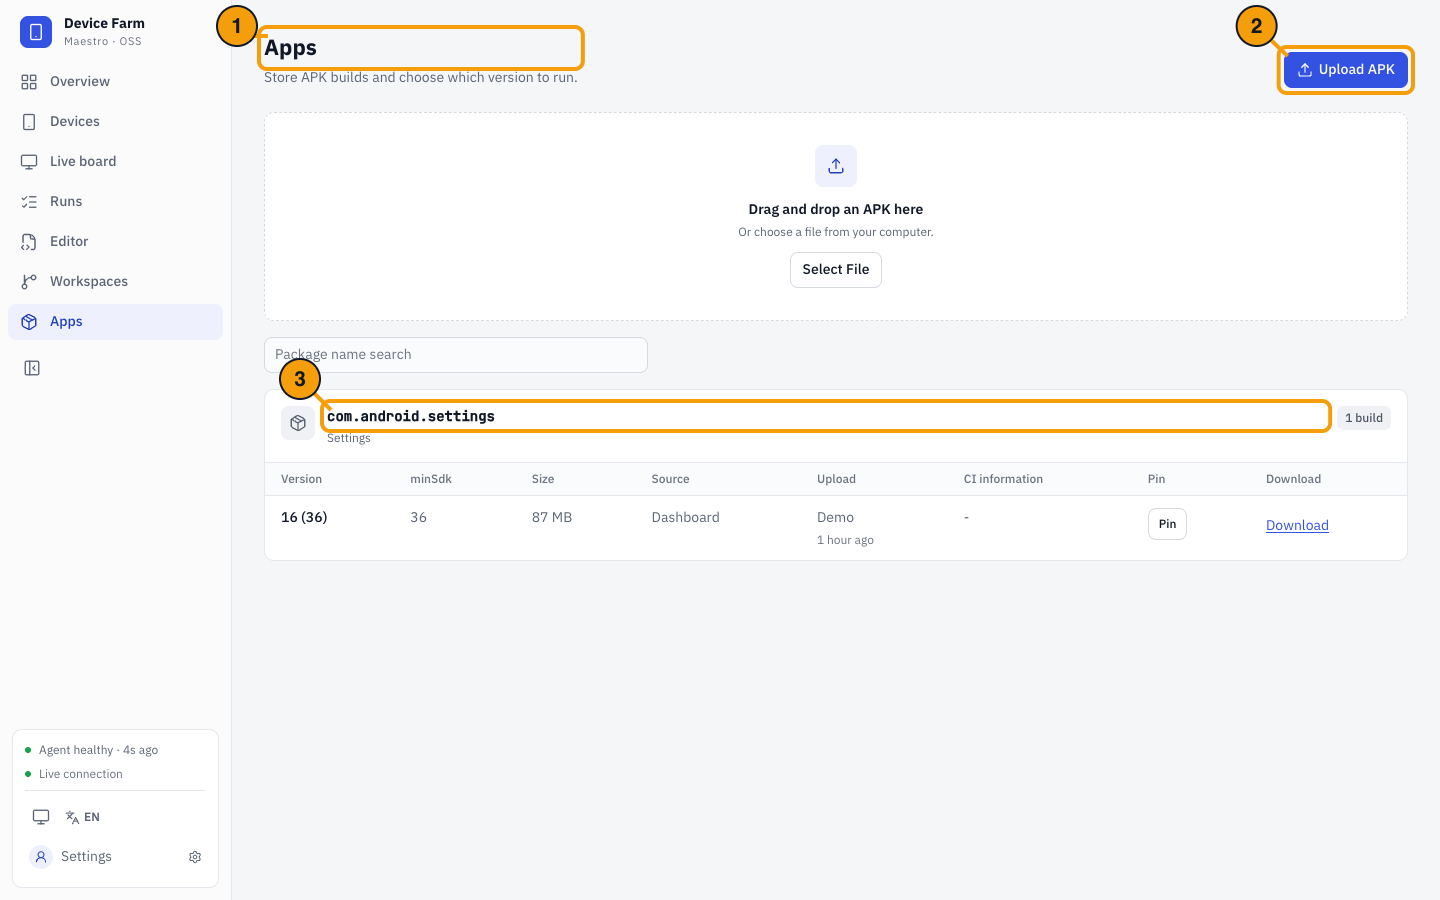 Device Farm
Maestro · OSS
Overview
Devices
Live board
Runs
Editor
Workspaces
Apps
Agent healthy · 4s ago
Live connection
EN
Settings
1
Apps
Store APK builds and choose which version to run.
2
Upload APK
Drag and drop an APK here
Or choose a file from your computer.
Select File
Package name search
3
com.android.settings
1 build
Settings
Version minSdk Size Source Upload CI information Pin Download
16 (36) 36 87 MB Dashboard Demo - Pin Download
1 hour ago